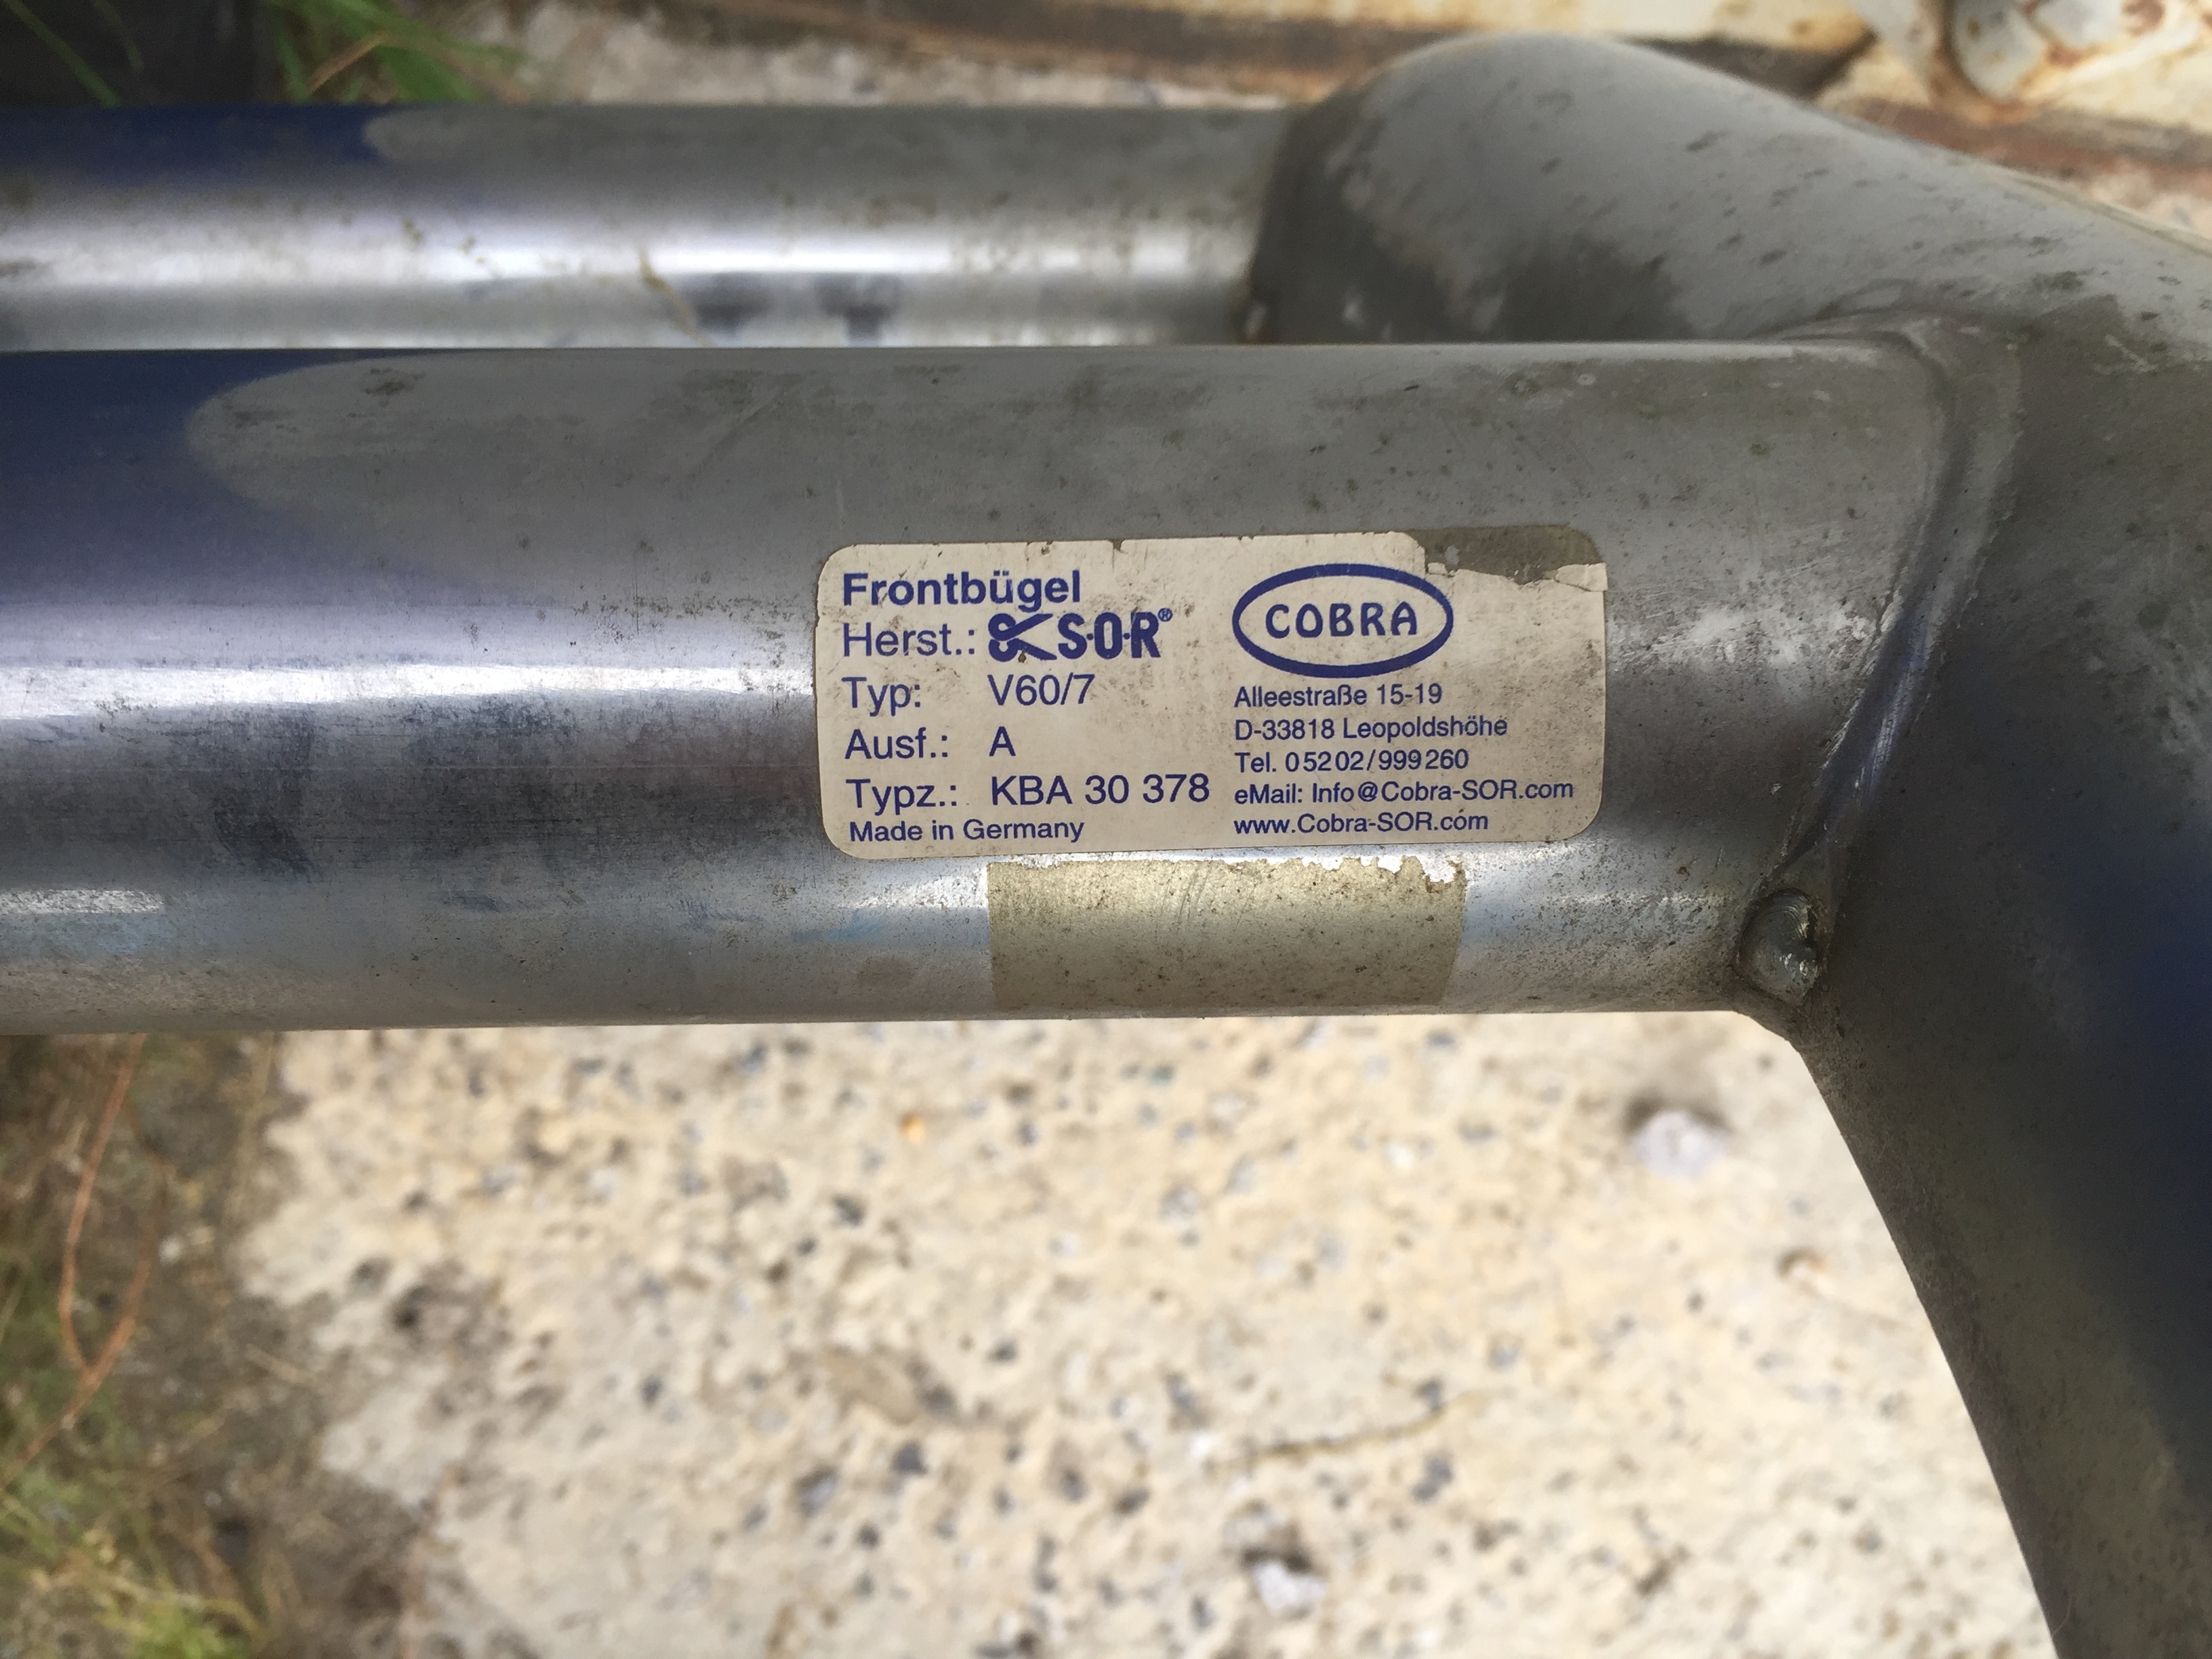 Frontbügel
Herst.: S·O·R®
Typ: V60/7
Ausf.: A
Typz.: KBA 30 378
Made in Germany
COBRA
Alleestraße 15-19
D-33818 Leopoldshöhe
Tel. 05202/999260
eMail: Info@Cobra-SOR.com
www.Cobra-SOR.com